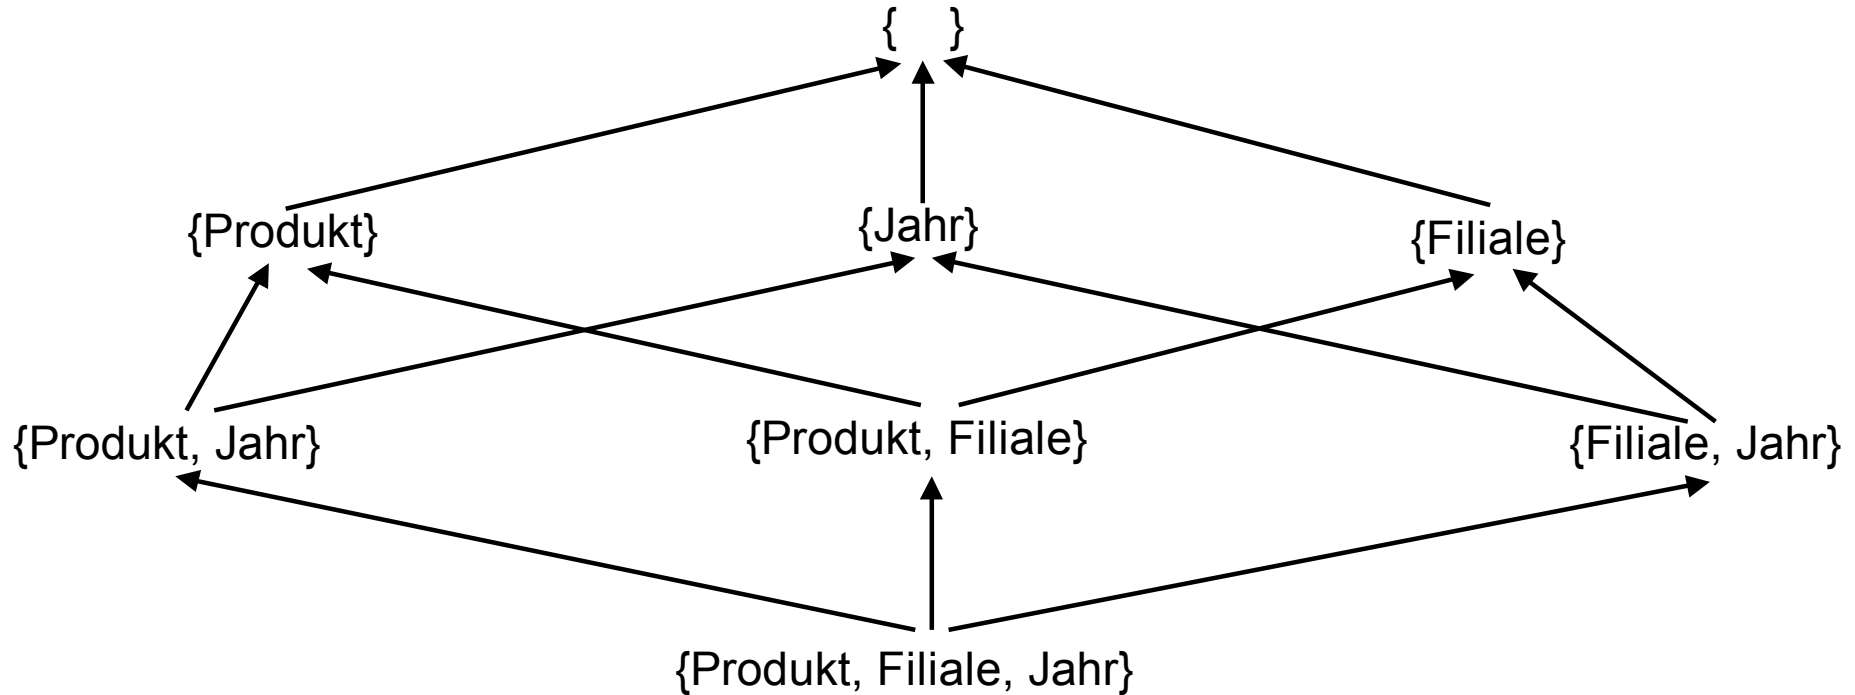 { }
{Produkt}
{Jahr}
{Filiale}
{Produkt, Jahr}
{Produkt, Filiale}
{Filiale, Jahr}
{Produkt, Filiale, Jahr}